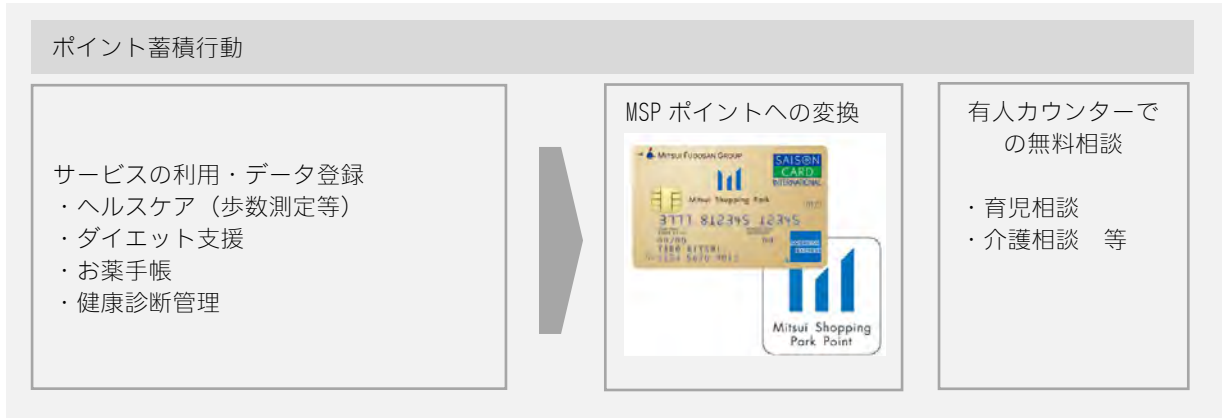 ポイント蓄積行動
サービスの利用・データ登録
・ヘルスケア（歩数測定等）
・ダイエット支援
・お薬手帳
・健康診断管理
MSP ポイントへの変換
MITSUI FUDOSAN GROUP
SAISON
CARD
INTERNATIONAL
Mitsui Shopping Park
3777 812345 12345
Mitsui Shopping
Park Point
有人カウンターで
の無料相談
・育児相談
・介護相談　等